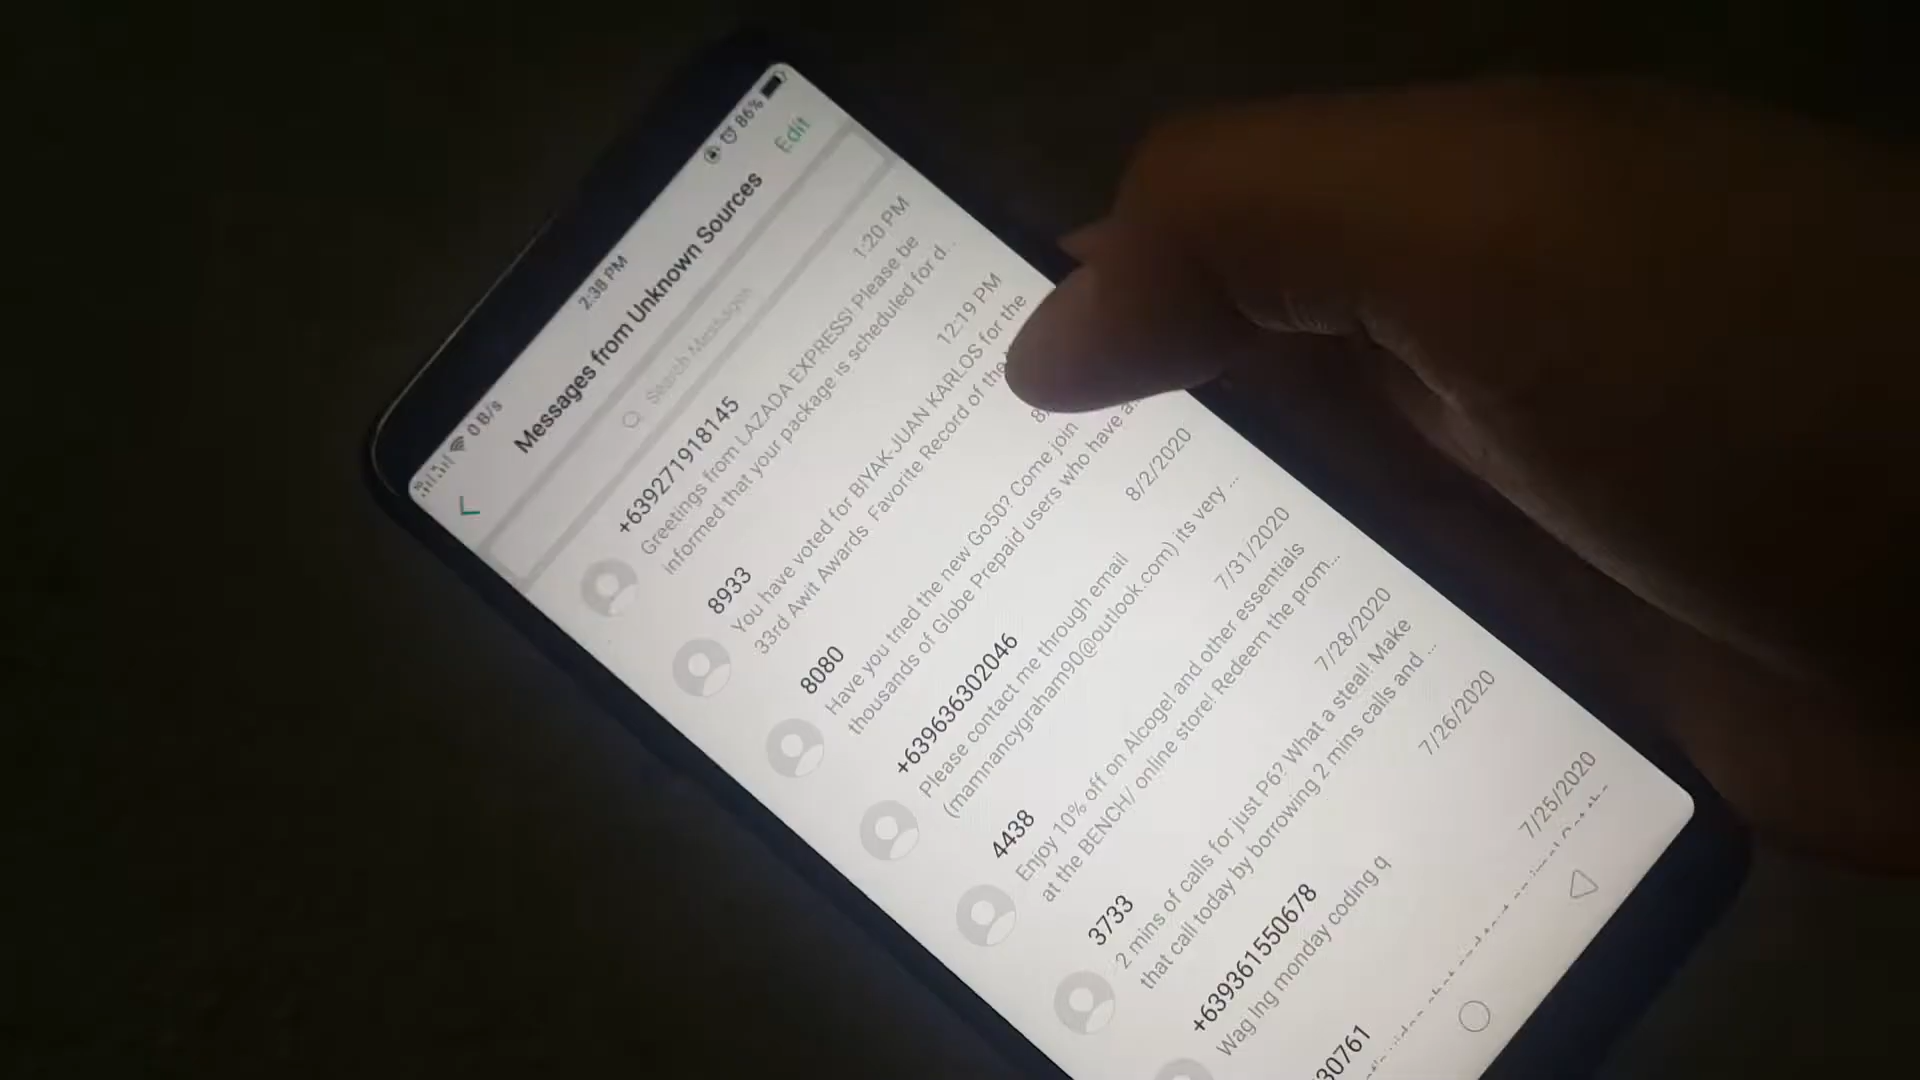 0 B/s
2:38 PM
86%
Messages from Unknown Sources
Edit
Search Messages
+639271918145
1:20 PM
Greetings from LAZADA EXPRESS! Please be
informed that your package is scheduled for d...
8933
12:19 PM
You have voted for BIYAK-JUAN KARLOS for the
33rd Awit Awards Favorite Record of the
8080
8/
Have you tried the new Go50? Come join
thousands of Globe Prepaid users who have a
+639636302046
8/2/2020
Please contact me through email
(mamnancygraham90@outlook.com) its very ...
4438
7/31/2020
Enjoy 10% off on Alcogel and other essentials
at the BENCH/ online store! Redeem the prom...
3733
7/28/2020
2 mins of calls for just P6? What a steal! Make
that call today by borrowing 2 mins calls and ...
+639361550678
7/26/2020
Wag lng monday coding q
30761
7/25/2020